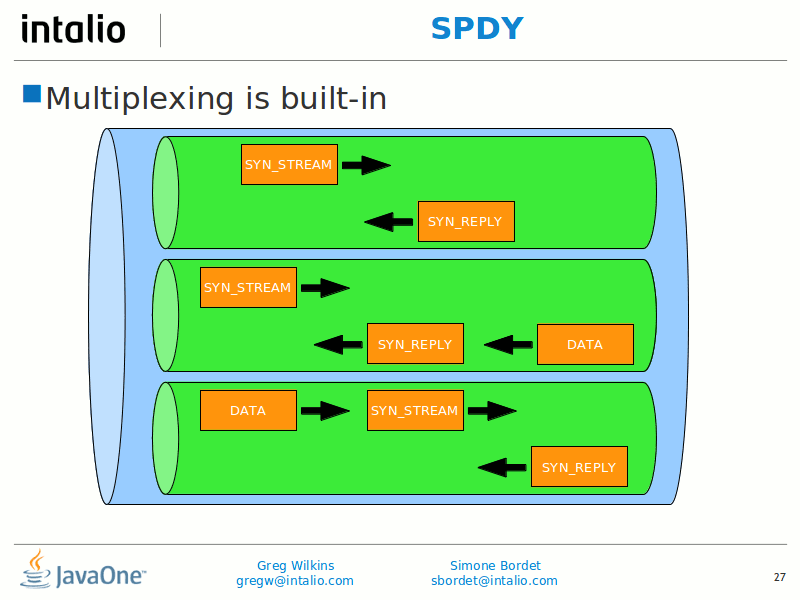 intalio
SPDY
Multiplexing is built-in
SYN_STREAM
SYN_REPLY
SYN_STREAM
SYN_REPLY
DATA
DATA
SYN_STREAM
SYN_REPLY
JavaOne™
Greg Wilkins
gregw@intalio.com
Simone Bordet
sbordet@intalio.com
27